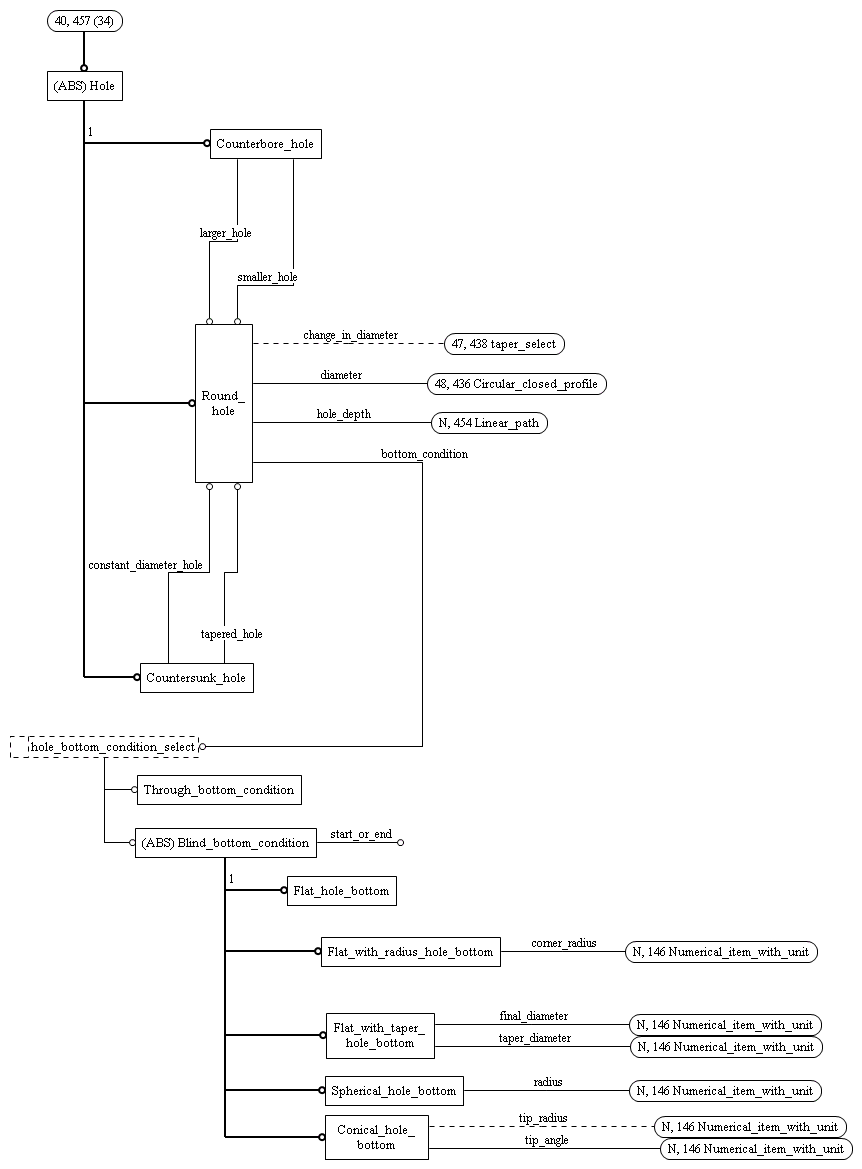 40, 457 (34)
(ABS) Hole
1
Counterbore_hole
larger_hole
smaller_hole
change_in_diameter
47, 438 taper_select
diameter
48, 436 Circular_closed_profile
Round_
hole
hole_depth
N, 454 Linear_path
bottom_condition
constant_diameter_hole
tapered_hole
Countersunk_hole
hole_bottom_condition_select
Through_bottom_condition
(ABS) Blind_bottom_condition
start_or_end
1
Flat_hole_bottom
Flat_with_radius_hole_bottom
corner_radius
N, 146 Numerical_item_with_unit
Flat_with_taper_
hole_bottom
final_diameter
N, 146 Numerical_item_with_unit
taper_diameter
N, 146 Numerical_item_with_unit
Spherical_hole_bottom
radius
N, 146 Numerical_item_with_unit
Conical_hole_
bottom
tip_radius
N, 146 Numerical_item_with_unit
tip_angle
N, 146 Numerical_item_with_unit